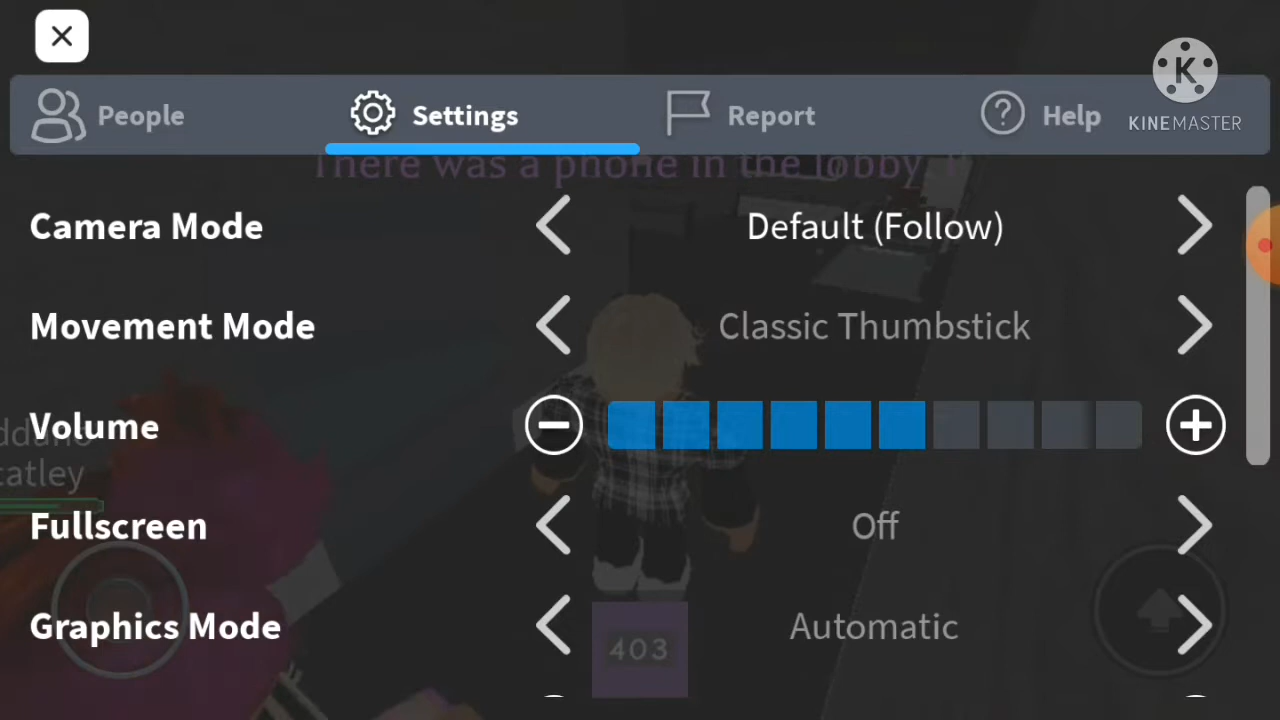 K
KINEMASTER
People
Settings
Report
Help
There was a phone in the lobby.
Camera Mode
Default (Follow)
Movement Mode
Classic Thumbstick
Volume
catley
Fullscreen
Off
Graphics Mode
Automatic
403